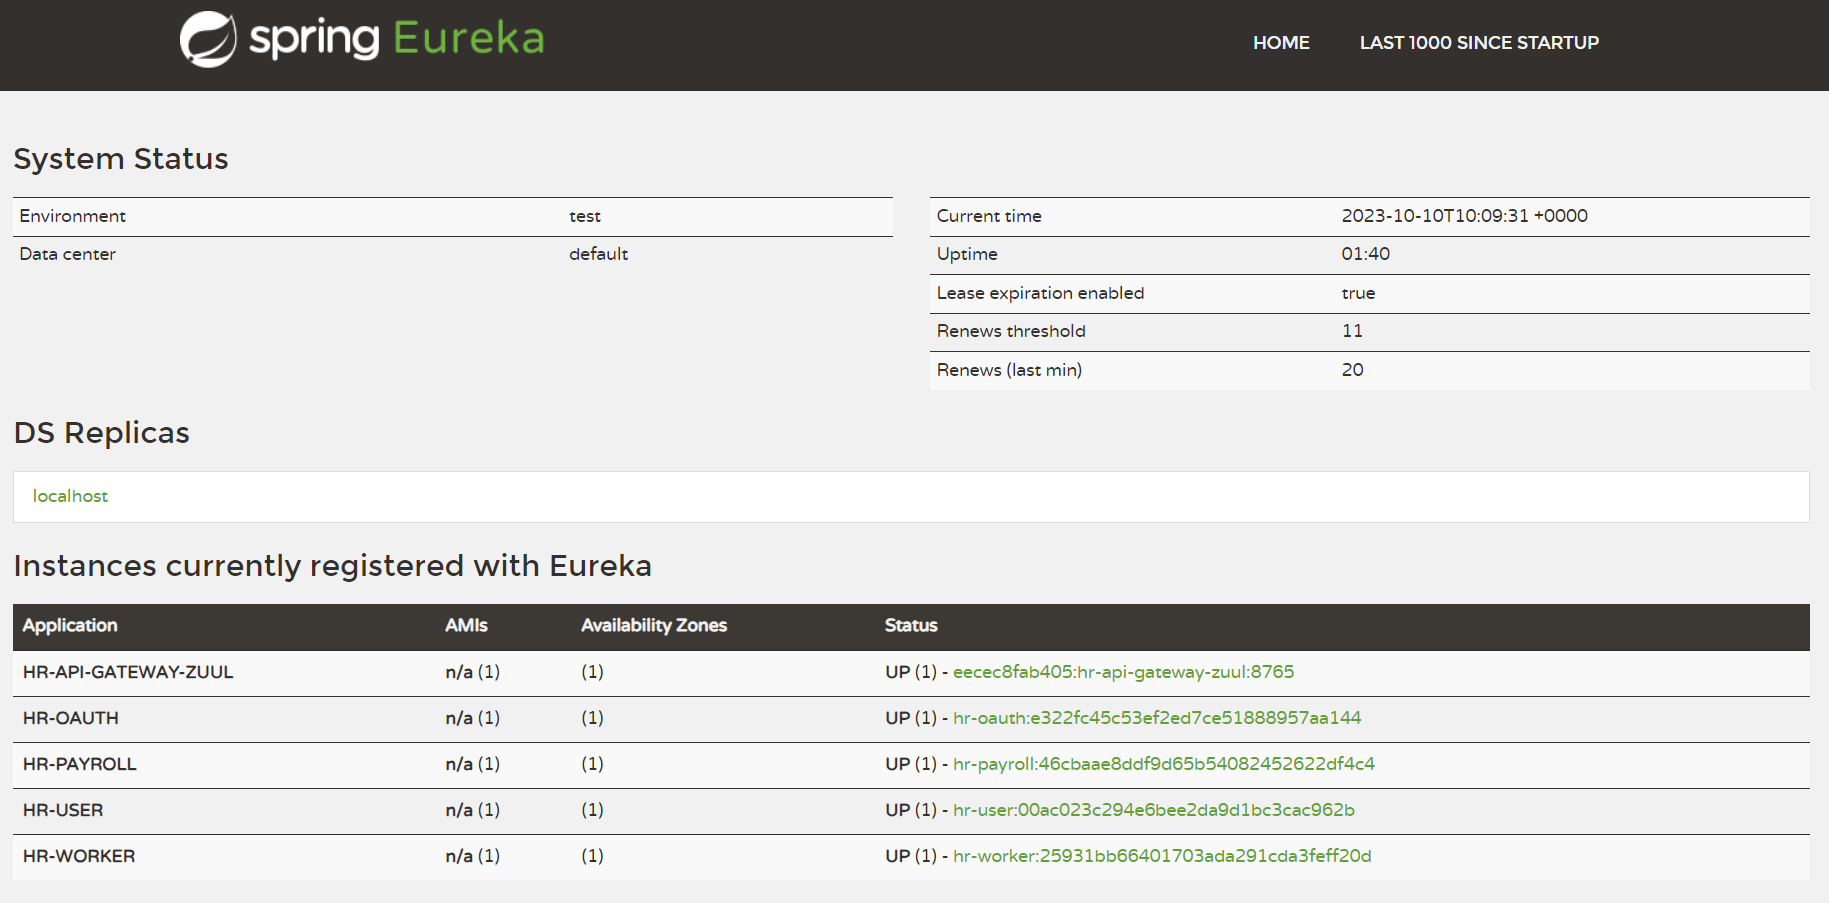 spring Eureka
HOME LAST 1000 SINCE STARTUP
System Status
Environment test
Data center default
Current time 2023-10-10T10:09:31 +0000
Uptime 01:40
Lease expiration enabled true
Renews threshold 11
Renews (last min) 20
DS Replicas
localhost
Instances currently registered with Eureka
Application AMIs Availability Zones Status
HR-API-GATEWAY-ZUUL n/a (1) (1) UP (1) - eecec8fab405:hr-api-gateway-zuul:8765
HR-OAUTH n/a (1) (1) UP (1) - hr-oauth:e322fc45c53ef2ed7ce51888957aa144
HR-PAYROLL n/a (1) (1) UP (1) - hr-payroll:46cbaae8ddf9d65b54082452622df4c4
HR-USER n/a (1) (1) UP (1) - hr-user:00ac023c294e6bee2da9d1bc3cac962b
HR-WORKER n/a (1) (1) UP (1) - hr-worker:25931bb66401703ada291cda3feff20d